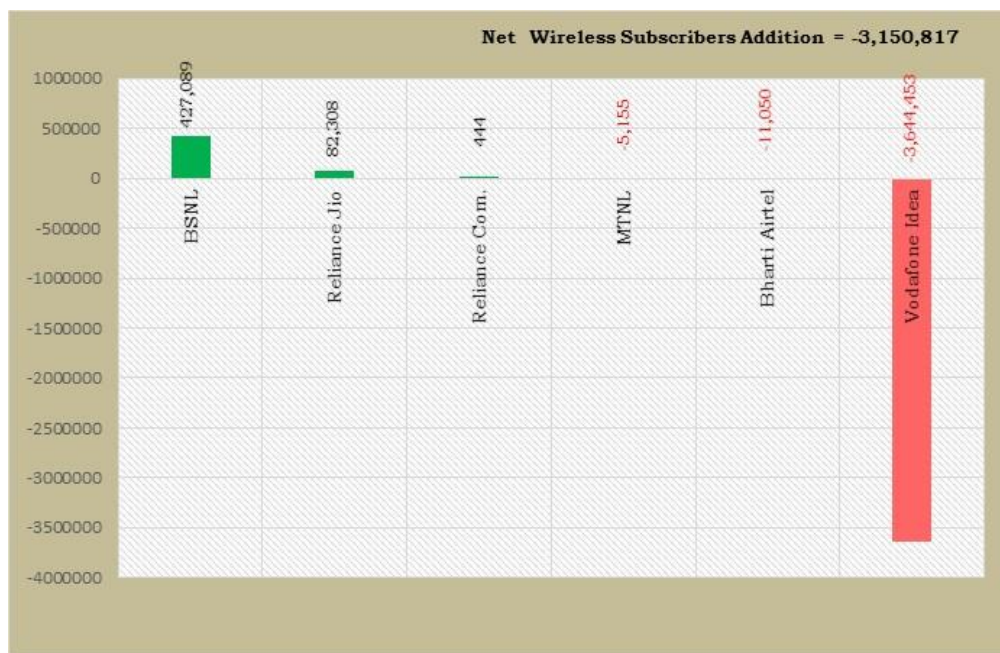 Net Wireless Subscribers Addition = -3,150,817
1000000
500000
0
-500000
-1000000
-1500000
-2000000
-2500000
-3000000
-3500000
-4000000
427,089
82,308
444
-5,155
-11,050
-3,644,453
BSNL
Reliance Jio
Reliance Com.
MTNL
Bharti Airtel
Vodafone Idea